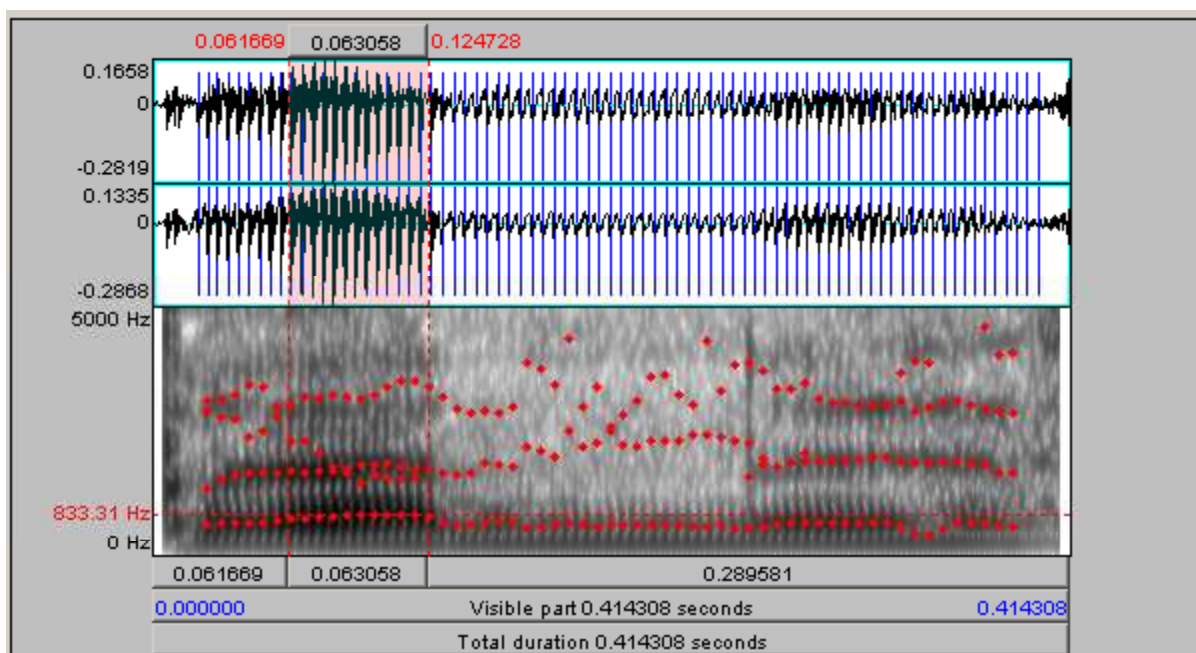 0.061669 0.063058 0.124728
0.1658
0
-0.2819
0.1335
0
-0.2868
5000 Hz
833.31 Hz
0 Hz
0.061669 0.063058 0.289581
0.000000 Visible part 0.414308 seconds 0.414308
Total duration 0.414308 seconds